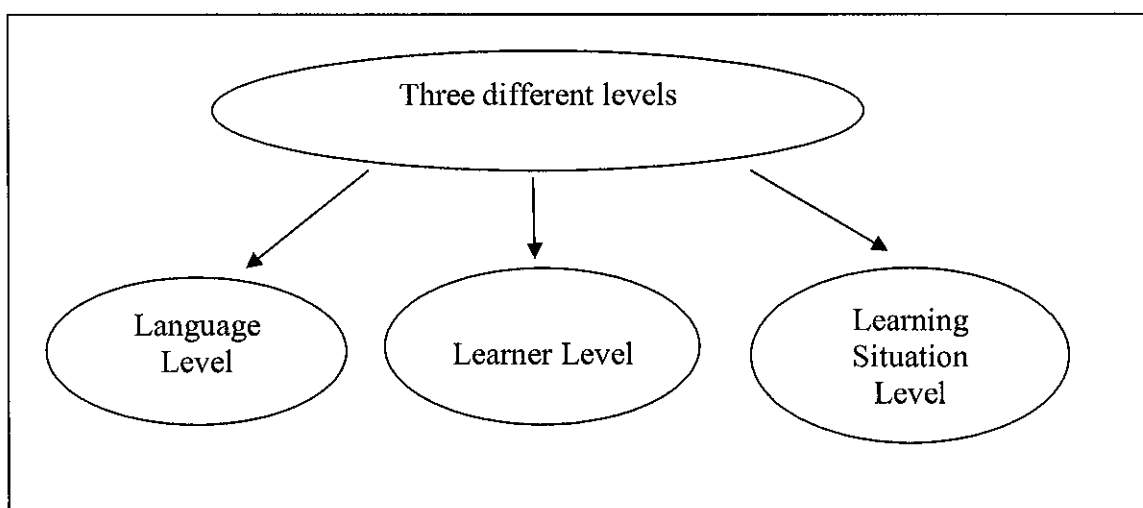 Three different levels
Language
Level
Learner Level
Learning
Situation
Level